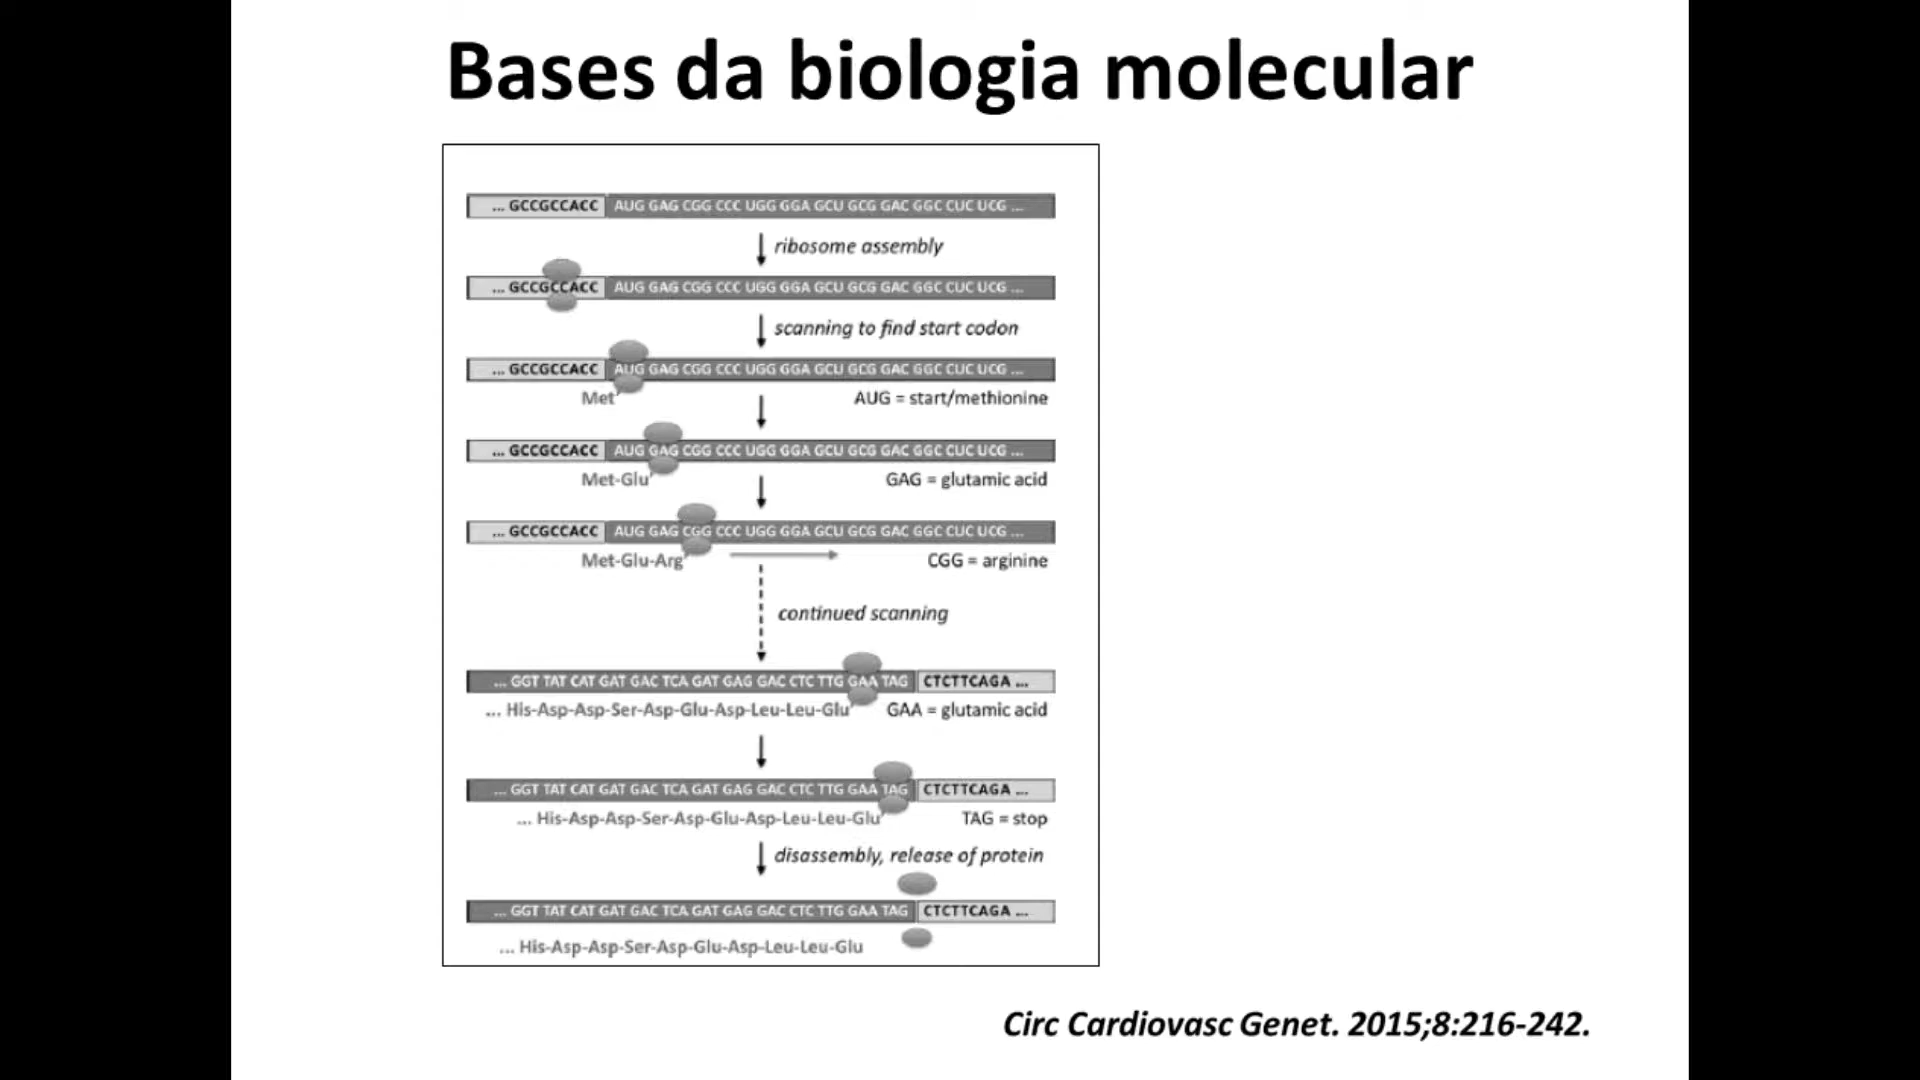 Bases da biologia molecular
... GCCGCCACC AUG GAG CGG CCC UGG GGA GCU GCG GAC GGC CUC UCG ...
ribosome assembly
... GCCGCCACC AUG GAG CGG CCC UGG GGA GCU GCG GAC GGC CUC UCG ...
scanning to find start codon
... GCCGCCACC AUG GAG CGG CCC UGG GGA GCU GCG GAC GGC CUC UCG ...
Met AUG = start/methionine
... GCCGCCACC AUG GAG CGG CCC UGG GGA GCU GCG GAC GGC CUC UCG ...
Met-Glu GAG = glutamic acid
... GCCGCCACC AUG GAG CGG CCC UGG GGA GCU GCG GAC GGC CUC UCG ...
Met-Glu-Arg CGG = arginine
continued scanning
... GGT TAT CAT GAT GAC TCA GAT GAG GAC CTC TTG GAA TAG CTCTTCAGA ...
... His-Asp-Asp-Ser-Asp-Glu-Asp-Leu-Leu-Glu GAA = glutamic acid
... GGT TAT CAT GAT GAC TCA GAT GAG GAC CTC TTG GAA TAG CTCTTCAGA ...
... His-Asp-Asp-Ser-Asp-Glu-Asp-Leu-Leu-Glu TAG = stop
disassembly, release of protein
... GGT TAT CAT GAT GAC TCA GAT GAG GAC CTC TTG GAA TAG CTCTTCAGA ...
... His-Asp-Asp-Ser-Asp-Glu-Asp-Leu-Leu-Glu
Circ Cardiovasc Genet. 2015;8:216-242.